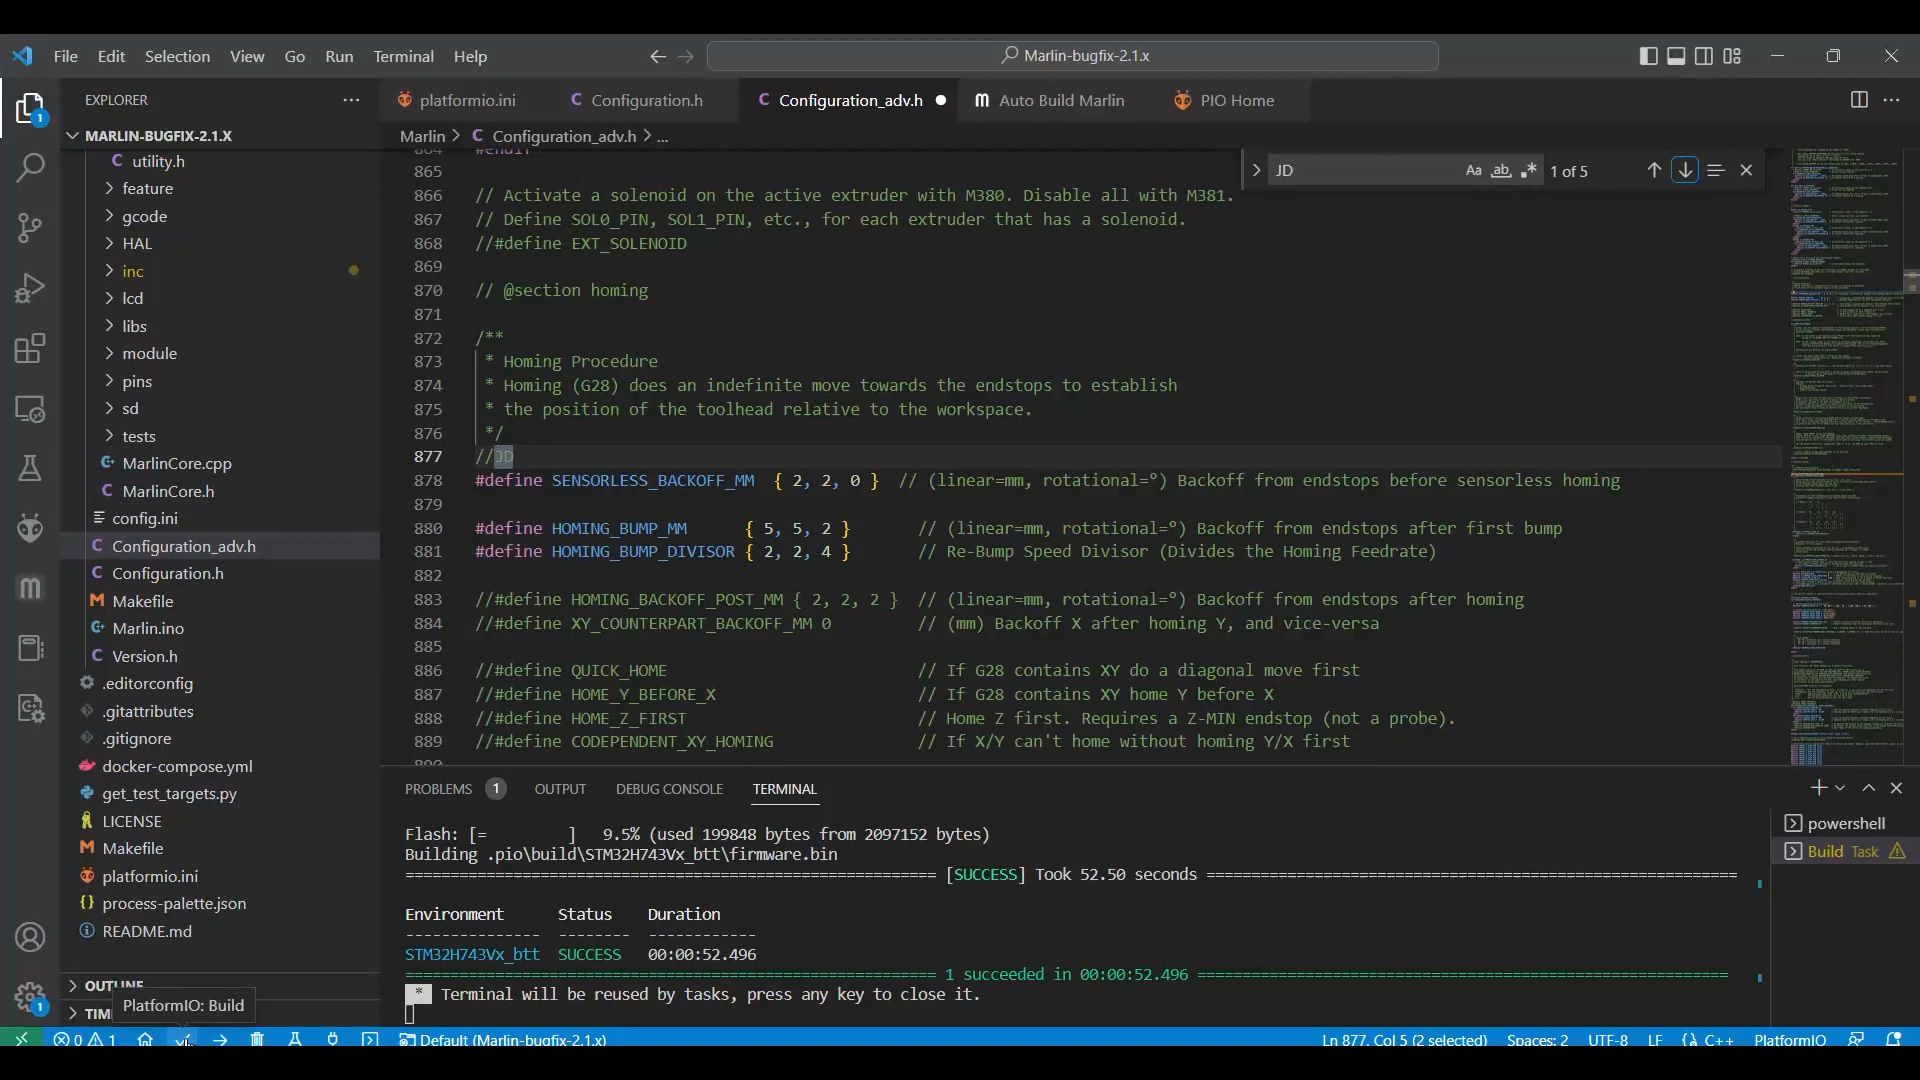 File Edit Selection View Go Run Terminal Help
Marlin-bugfix-2.1.x
EXPLORER
platformio.ini
Configuration.h
Configuration_adv.h
Auto Build Marlin
PIO Home
MARLIN-BUGFIX-2.1.X
Marlin > C Configuration_adv.h > ...
JD
Aa ab
1 of 5
utility.h
feature
gcode
HAL
inc
lcd
libs
module
pins
sd
tests
MarlinCore.cpp
MarlinCore.h
config.ini
Configuration_adv.h
Configuration.h
Makefile
Marlin.ino
Version.h
.editorconfig
.gitattributes
.gitignore
docker-compose.yml
get_test_targets.py
LICENSE
Makefile
platformio.ini
process-palette.json
README.md
OUTLINE
TIM
PlatformIO: Build
864 #endif
865
866 // Activate a solenoid on the active extruder with M380. Disable all with M381.
867 // Define SOL0_PIN, SOL1_PIN, etc., for each extruder that has a solenoid.
868 //#define EXT_SOLENOID
869
870 // @section homing
871
872 /**
873 * Homing Procedure
874 * Homing (G28) does an indefinite move towards the endstops to establish
875 * the position of the toolhead relative to the workspace.
876 */
877 //JD
878 #define SENSORLESS_BACKOFF_MM { 2, 2, 0 } // (linear=mm, rotational=°) Backoff from endstops before sensorless homing
879
880 #define HOMING_BUMP_MM { 5, 5, 2 } // (linear=mm, rotational=°) Backoff from endstops after first bump
881 #define HOMING_BUMP_DIVISOR { 2, 2, 4 } // Re-Bump Speed Divisor (Divides the Homing Feedrate)
882
883 //#define HOMING_BACKOFF_POST_MM { 2, 2, 2 } // (linear=mm, rotational=°) Backoff from endstops after homing
884 //#define XY_COUNTERPART_BACKOFF_MM 0 // (mm) Backoff X after homing Y, and vice-versa
885
886 //#define QUICK_HOME // If G28 contains XY do a diagonal move first
887 //#define HOME_Y_BEFORE_X // If G28 contains XY home Y before X
888 //#define HOME_Z_FIRST // Home Z first. Requires a Z-MIN endstop (not a probe).
889 //#define CODEPENDENT_XY_HOMING // If X/Y can't home without homing Y/X first
890
PROBLEMS 1 OUTPUT DEBUG CONSOLE TERMINAL
Flash: [= ] 9.5% (used 199848 bytes from 2097152 bytes)
Building .pio\build\STM32H743Vx_btt\firmware.bin
===================================================== [SUCCESS] Took 52.50 seconds =====================================================
Environment Status Duration
--------------- -------- ------------
STM32H743Vx_btt SUCCESS 00:00:52.496
===================================================== 1 succeeded in 00:00:52.496 =====================================================
* Terminal will be reused by tasks, press any key to close it.
powershell
Build Task
0 1
Default (Marlin-bugfix-2.1.x)
Ln 877, Col 5 (2 selected) Spaces: 2 UTF-8 LF {} C++ PlatformIO